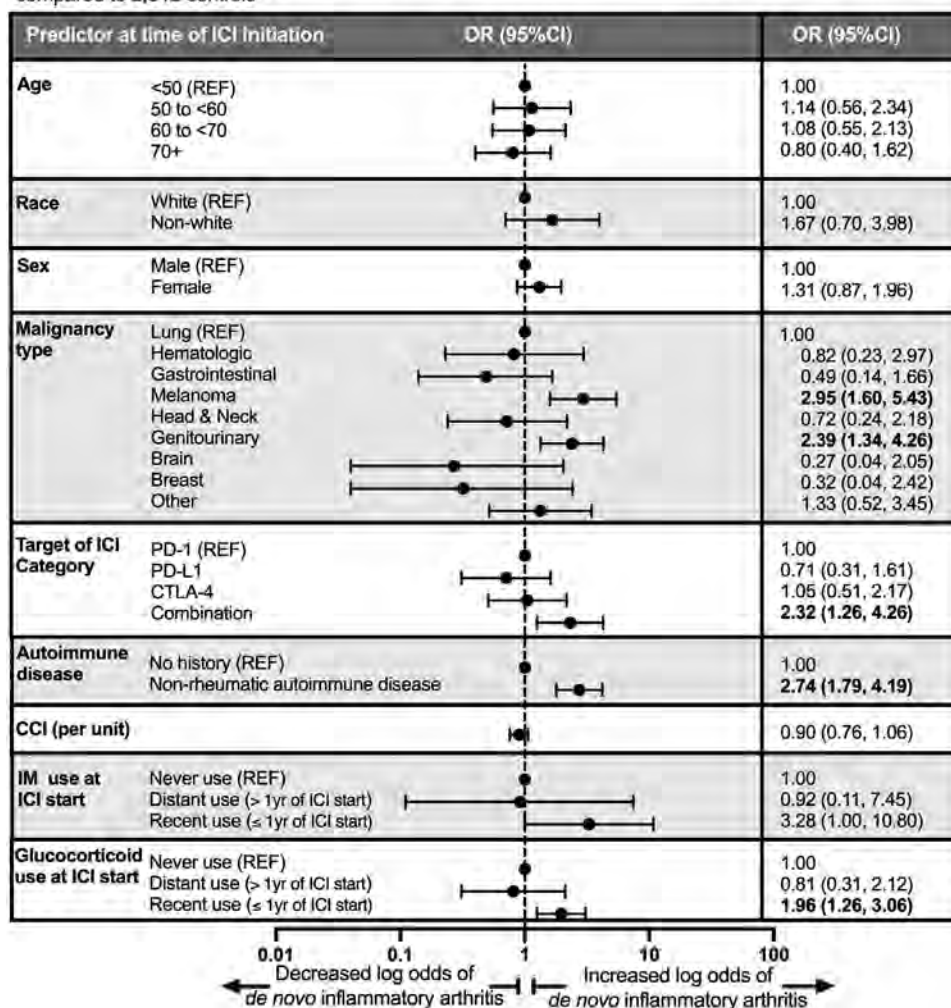 Predictor at time of ICI Initiation OR (95%CI) OR (95%CI)
Age <50 (REF) 1.00
50 to <60 1.14 (0.56, 2.34)
60 to <70 1.08 (0.55, 2.13)
70+ 0.80 (0.40, 1.62)
Race White (REF) 1.00
Non-white 1.67 (0.70, 3.98)
Sex Male (REF) 1.00
Female 1.31 (0.87, 1.96)
Malignancy type Lung (REF) 1.00
Hematologic 0.82 (0.23, 2.97)
Gastrointestinal 0.49 (0.14, 1.66)
Melanoma 2.95 (1.60, 5.43)
Head & Neck 0.72 (0.24, 2.18)
Genitourinary 2.39 (1.34, 4.26)
Brain 0.27 (0.04, 2.05)
Breast 0.32 (0.04, 2.42)
Other 1.33 (0.52, 3.45)
Target of ICI Category PD-1 (REF) 1.00
PD-L1 0.71 (0.31, 1.61)
CTLA-4 1.05 (0.51, 2.17)
Combination 2.32 (1.26, 4.26)
Autoimmune disease No history (REF) 1.00
Non-rheumatic autoimmune disease 2.74 (1.79, 4.19)
CCI (per unit) 0.90 (0.76, 1.06)
IM use at ICI start Never use (REF) 1.00
Distant use (> 1yr of ICI start) 0.92 (0.11, 7.45)
Recent use (≤ 1yr of ICI start) 3.28 (1.00, 10.80)
Glucocorticoid use at ICI start Never use (REF) 1.00
Distant use (> 1yr of ICI start) 0.81 (0.31, 2.12)
Recent use (≤ 1yr of ICI start) 1.96 (1.26, 3.06)
0.01 0.1 1 10 100
Decreased log odds of Increased log odds of
de novo inflammatory arthritis de novo inflammatory arthritis